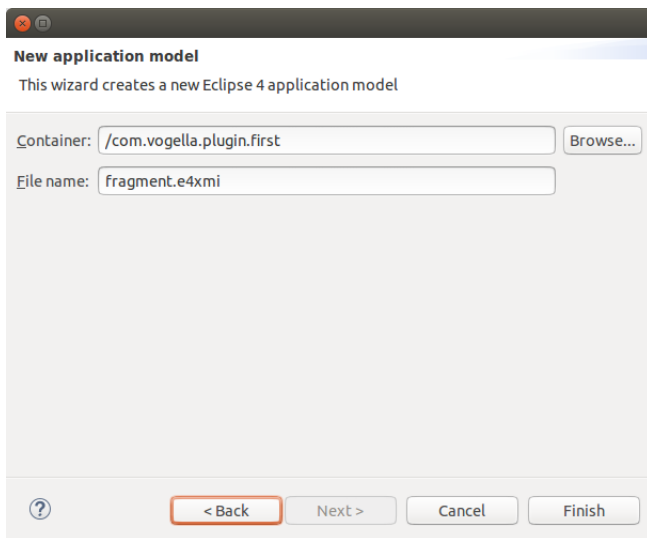 New application model
This wizard creates a new Eclipse 4 application model
Container: /com.vogella.plugin.first Browse...
File name: fragment.e4xmi
? < Back Next > Cancel Finish